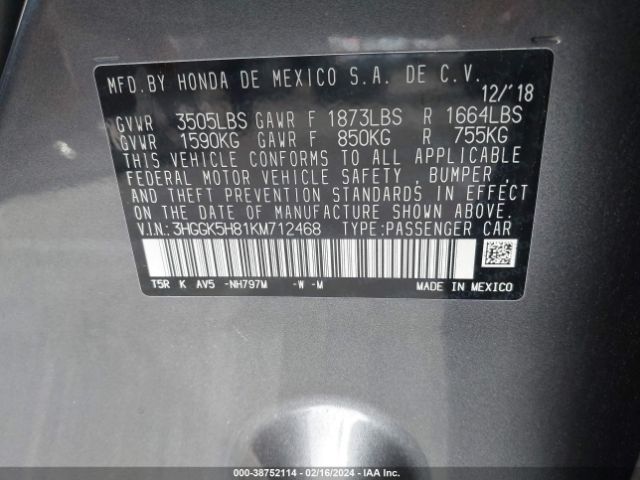 MFD.BY HONDA DE MEXICO S.A. DE C.V.
12/'18
GVWR 3505LBS GAWR F 1873LBS R 1664LBS
GVWR 1590KG GAWR F 850KG R 755KG
THIS VEHICLE CONFORMS TO ALL APPLICABLE
FEDERAL MOTOR VEHICLE SAFETY , BUMPER ,
AND THEFT PREVENTION STANDARDS IN EFFECT
ON THE DATE OF MANUFACTURE SHOWN ABOVE.
V.I.N.: 3HGGK5H81KM712468 TYPE:PASSENGER CAR
T5R K AV5 -NH797M -W -M MADE IN MEXICO
000-38752114 - 02/16/2024 - IAA Inc.